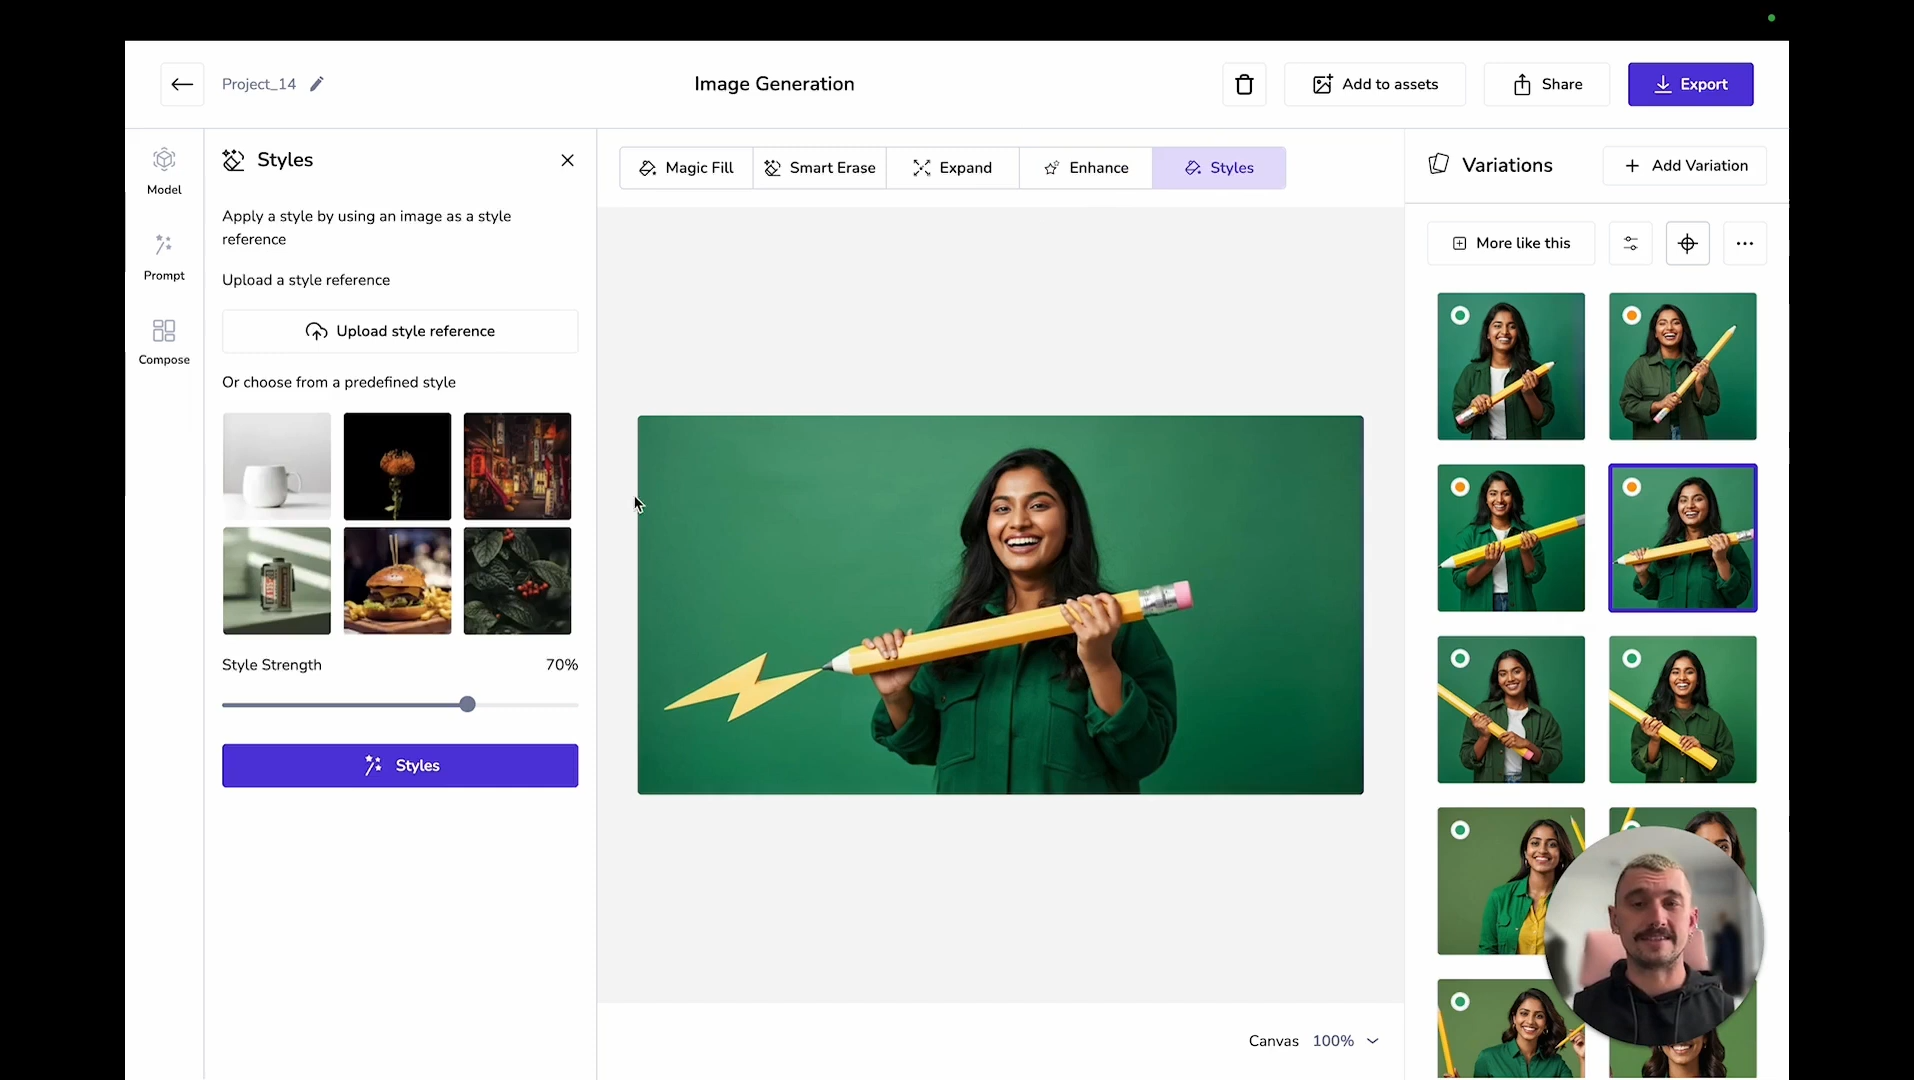 Project_14
Image Generation
Add to assets
Share
Export
Model
Prompt
Compose
Styles
Apply a style by using an image as a style
reference
Upload a style reference
Upload style reference
Or choose from a predefined style
Style Strength 70%
Styles
Magic Fill
Smart Erase
Expand
Enhance
Styles
Canvas 100%
Variations
Add Variation
More like this